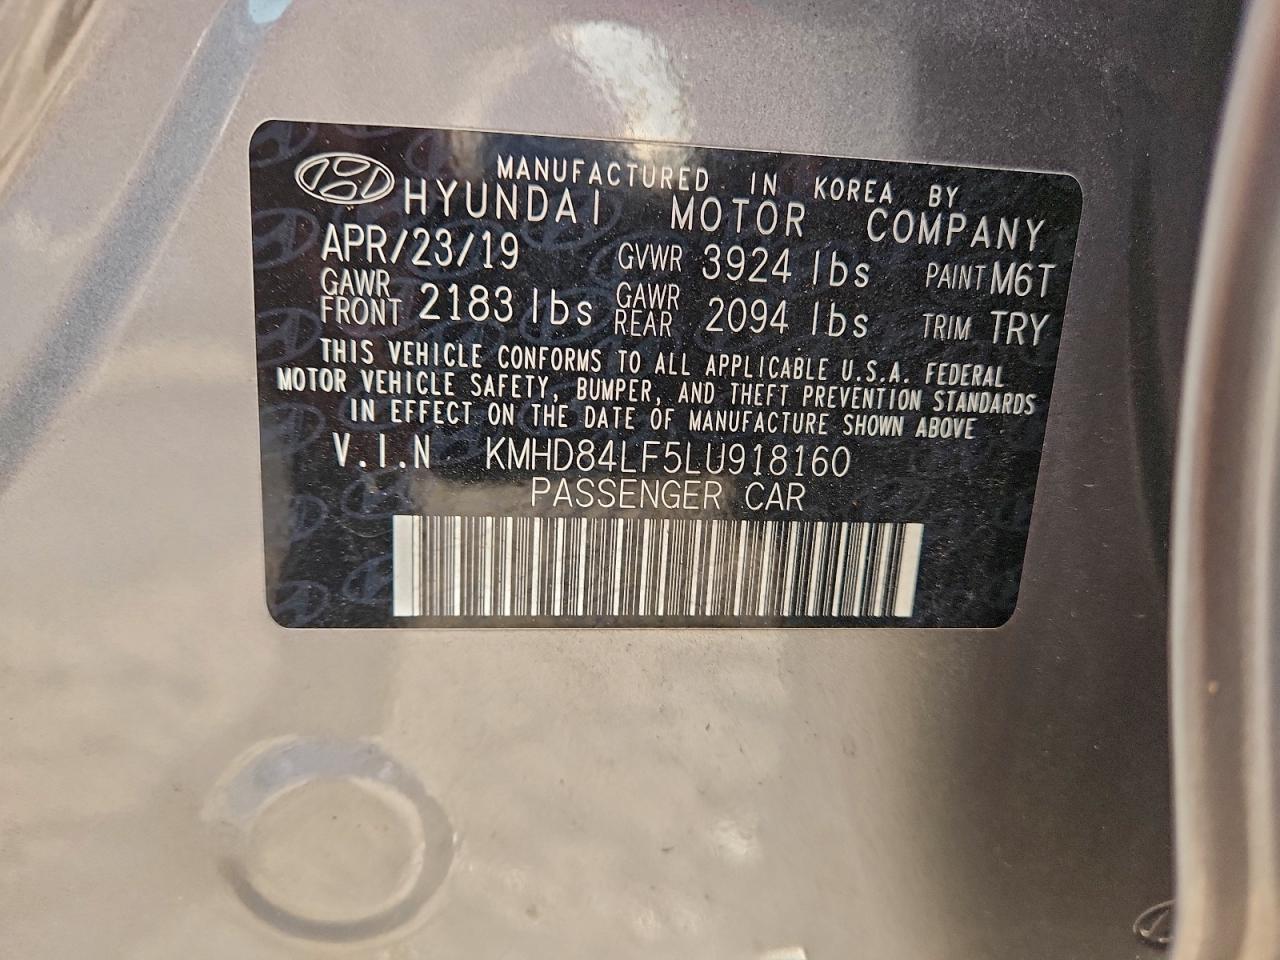 MANUFACTURED IN KOREA BY
HYUNDAI MOTOR COMPANY
APR/23/19 GVWR 3924 lbs PAINT M6T
GAWR FRONT 2183 lbs GAWR REAR 2094 lbs TRIM TRY
THIS VEHICLE CONFORMS TO ALL APPLICABLE U.S.A. FEDERAL
MOTOR VEHICLE SAFETY, BUMPER, AND THEFT PREVENTION STANDARDS
IN EFFECT ON THE DATE OF MANUFACTURE SHOWN ABOVE
V.I.N KMHD84LF5LU918160
PASSENGER CAR